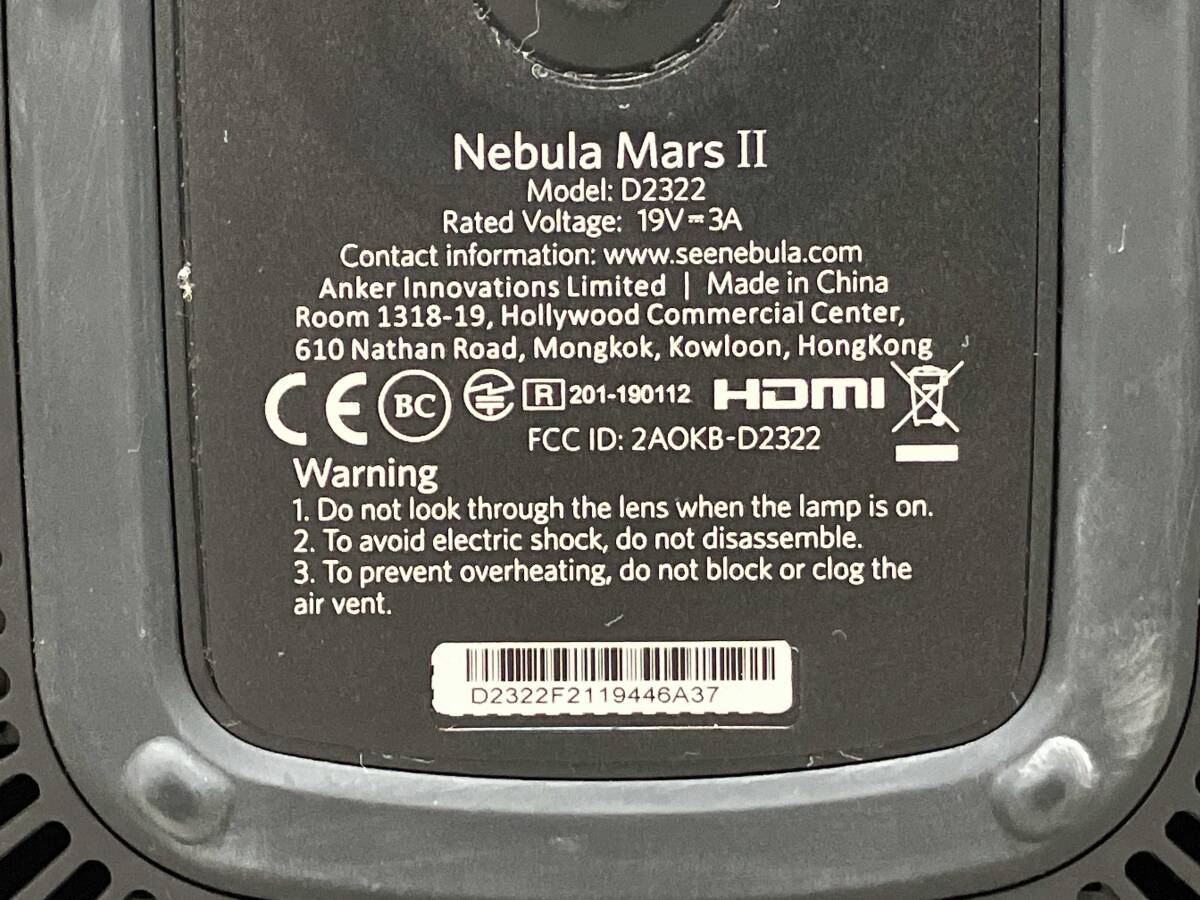 Nebula Mars II
Model: D2322
Rated Voltage: 19V⎓3A
Contact information: www.seenebula.com
Anker Innovations Limited | Made in China
Room 1318-19, Hollywood Commercial Center,
610 Nathan Road, Mongkok, Kowloon, HongKong
CE BC R 201-190112 HDMI
FCC ID: 2AOKB-D2322
Warning
1. Do not look through the lens when the lamp is on.
2. To avoid electric shock, do not disassemble.
3. To prevent overheating, do not block or clog the
air vent.
D2322F2119446A37